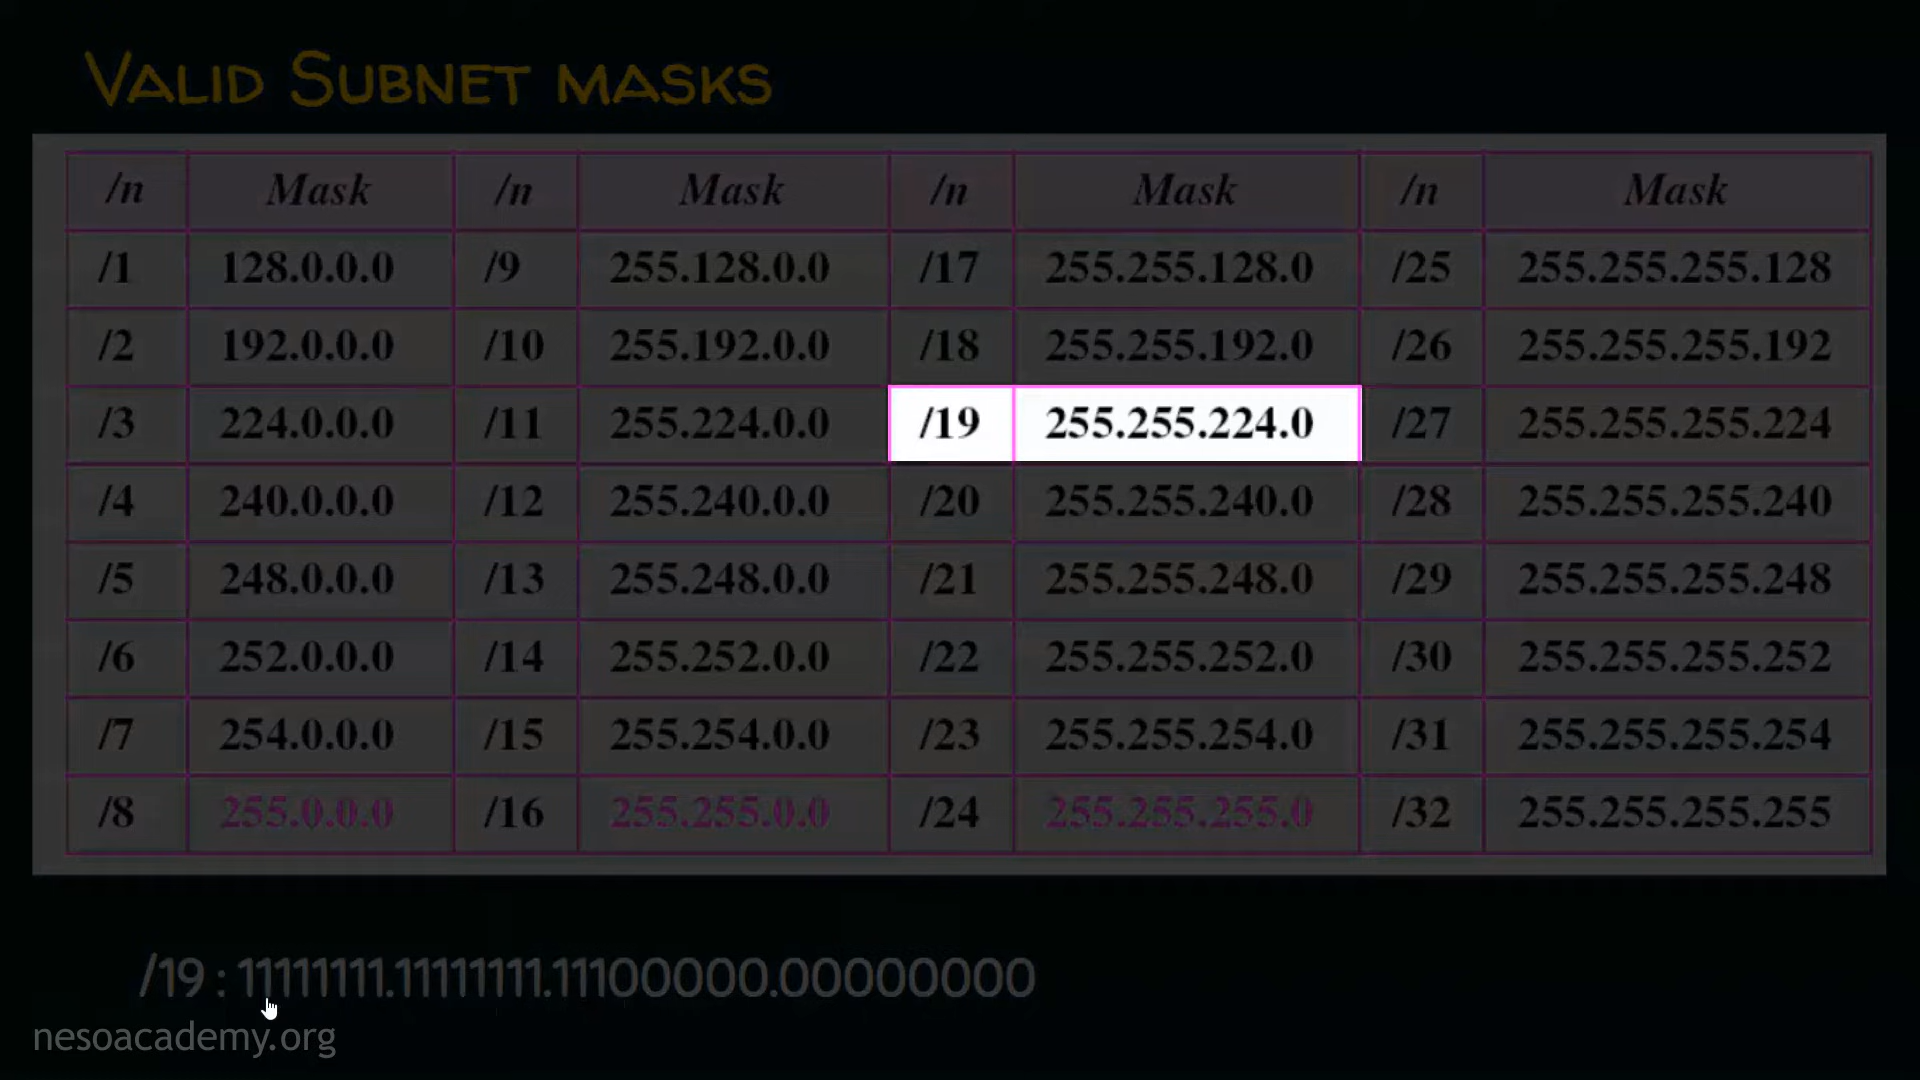 VALID SUBNET MASKS
/n Mask /n Mask /n Mask /n Mask
/1 128.0.0.0 /9 255.128.0.0 /17 255.255.128.0 /25 255.255.255.128
/2 192.0.0.0 /10 255.192.0.0 /18 255.255.192.0 /26 255.255.255.192
/3 224.0.0.0 /11 255.224.0.0 /19 255.255.224.0 /27 255.255.255.224
/4 240.0.0.0 /12 255.240.0.0 /20 255.255.240.0 /28 255.255.255.240
/5 248.0.0.0 /13 255.248.0.0 /21 255.255.248.0 /29 255.255.255.248
/6 252.0.0.0 /14 255.252.0.0 /22 255.255.252.0 /30 255.255.255.252
/7 254.0.0.0 /15 255.254.0.0 /23 255.255.254.0 /31 255.255.255.254
/8 255.0.0.0 /16 255.255.0.0 /24 255.255.255.0 /32 255.255.255.255
/19 : 11111111.11111111.11100000.00000000
nesoacademy.org